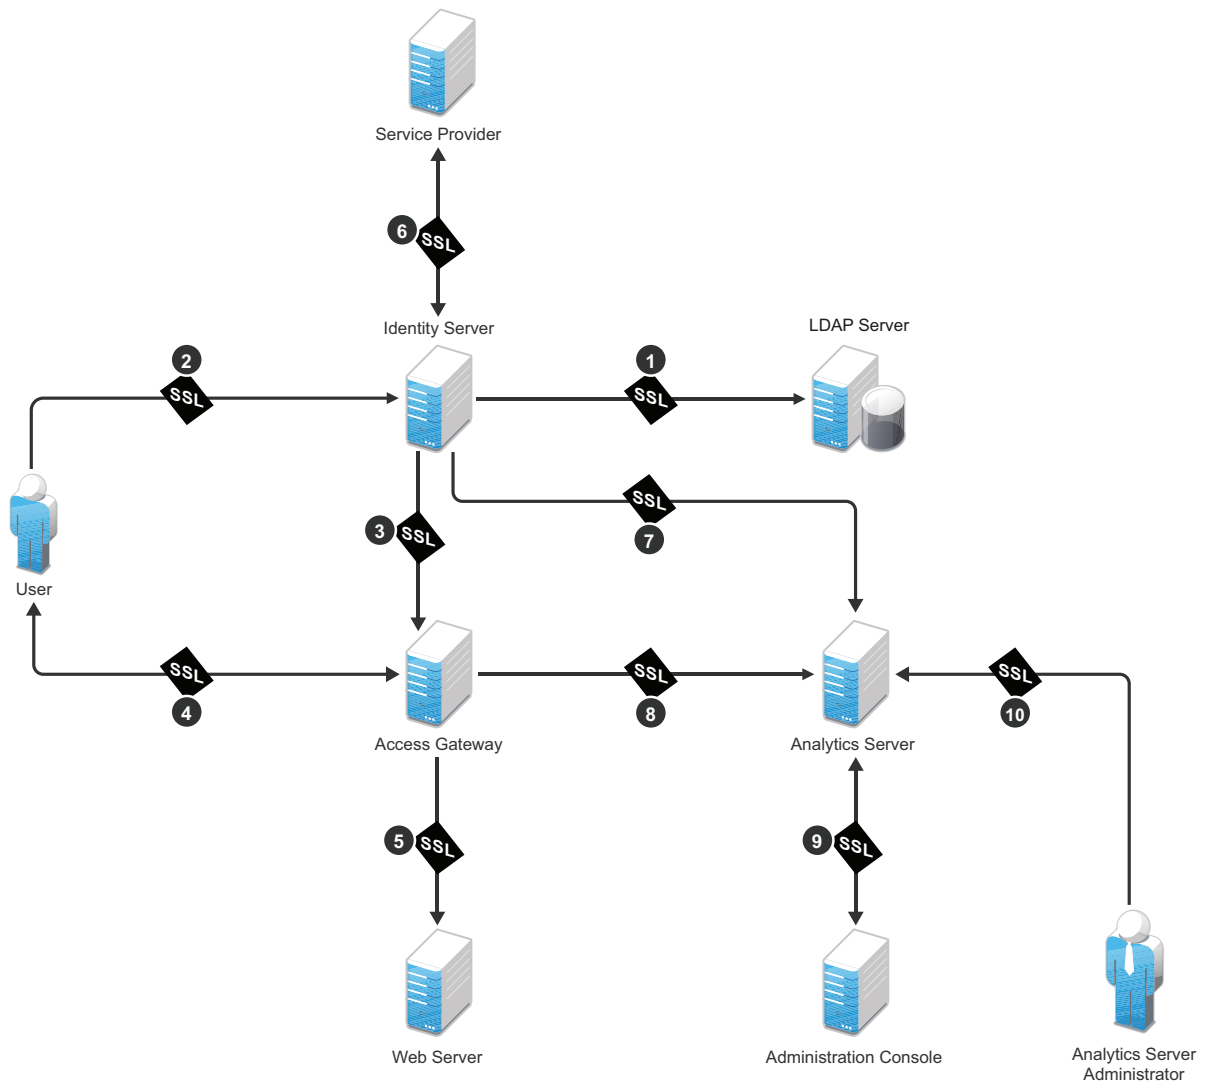 Service Provider
6
SSL
Identity Server
LDAP Server
2
SSL
1
SSL
SSL
7
3
SSL
User
SSL
4
SSL
8
SSL
10
Access Gateway
Analytics Server
5
SSL
9
SSL
Web Server
Administration Console
Analytics Server
Administrator